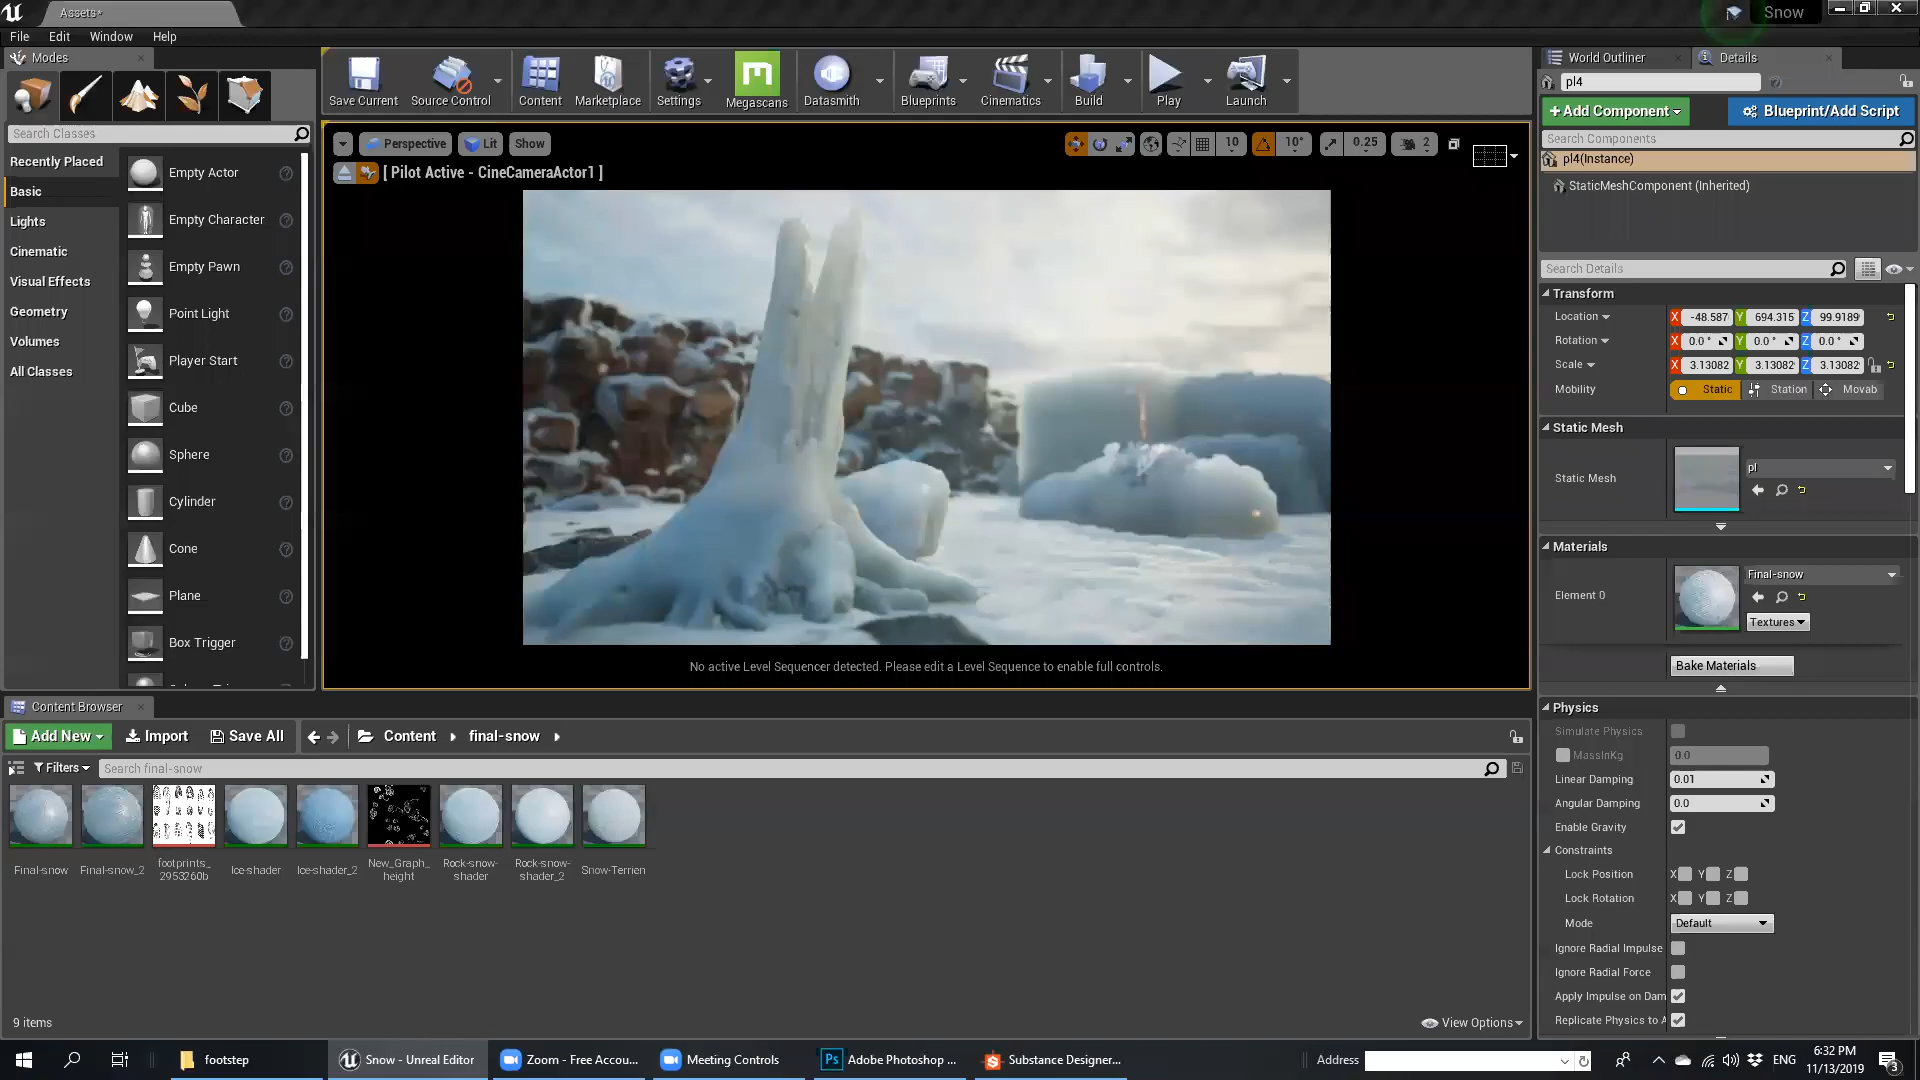 Assets*
Snow
File Edit Window Help
Modes
Search Classes
Recently Placed
Basic
Lights
Cinematic
Visual Effects
Geometry
Volumes
All Classes
Empty Actor
Empty Character
Empty Pawn
Point Light
Player Start
Cube
Sphere
Cylinder
Cone
Plane
Box Trigger
Save Current Source Control Content Marketplace Settings Megascans Datasmith Blueprints Cinematics Build Play Launch
Perspective Lit Show 10 10° 0.25 2
[ Pilot Active - CineCameraActor1 ]
No active Level Sequencer detected. Please edit a Level Sequence to enable full controls.
World Outliner Details
pl4
+Add Component Blueprint/Add Script
Search Components
pl4(Instance)
StaticMeshComponent (Inherited)
Search Details
Transform
Location X -48.587 Y 694.315 Z 99.9189
Rotation X 0.0 ° Y 0.0 ° Z 0.0 °
Scale X 3.13082 Y 3.13082 Z 3.13082
Mobility Static Station Movab
Static Mesh
Static Mesh pl
Materials
Element 0 Final-snow
Textures
Bake Materials
Physics
Simulate Physics
MassInKg 0.0
Linear Damping 0.01
Angular Damping 0.0
Enable Gravity
Constraints
Lock Position X Y Z
Lock Rotation X Y Z
Mode Default
Ignore Radial Impulse
Ignore Radial Force
Apply Impulse on Dam
Replicate Physics to A
Content Browser
Add New Import Save All Content final-snow
Filters Search final-snow
Final-snow
Final-snow_2
footprints_
2953260b
Ice-shader
Ice-shader_2
New_Graph_
height
Rock-snow-
shader
Rock-snow-
shader_2
Snow-Terrien
9 items View Options
footstep Snow - Unreal Editor Zoom - Free Accou... Meeting Controls Ps Adobe Photoshop ... Substance Designer... Address ENG 6:32 PM
11/13/2019 3